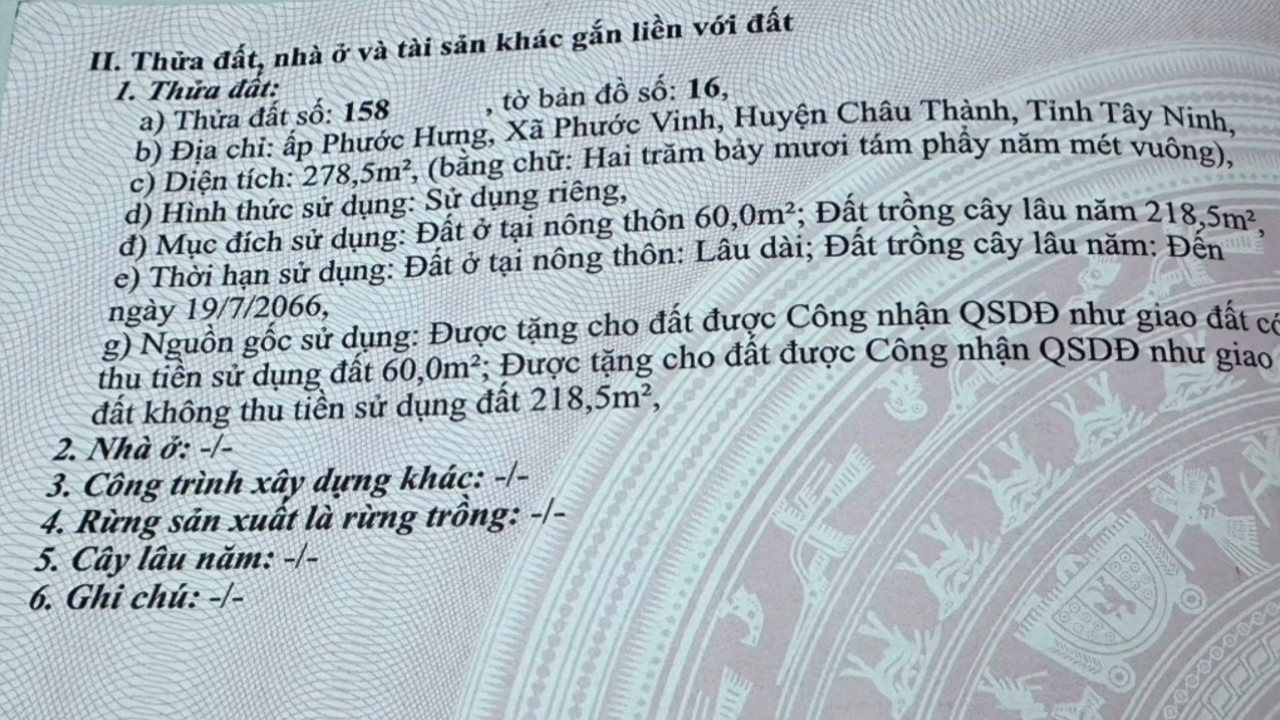 II. Thửa đất, nhà ở và tài sản khác gắn liền với đất
1. Thửa đất:
a) Thửa đất số: 158 , tờ bản đồ số: 16,
b) Địa chỉ: ấp Phước Hưng, Xã Phước Vinh, Huyện Châu Thành, Tỉnh Tây Ninh,
c) Diện tích: 278,5m², (bằng chữ: Hai trăm bảy mươi tám phẩy năm mét vuông),
d) Hình thức sử dụng: Sử dụng riêng,
đ) Mục đích sử dụng: Đất ở tại nông thôn 60,0m²; Đất trồng cây lâu năm 218,5m²,
e) Thời hạn sử dụng: Đất ở tại nông thôn: Lâu dài; Đất trồng cây lâu năm: Đến
ngày 19/7/2066,
g) Nguồn gốc sử dụng: Được tặng cho đất được Công nhận QSDĐ như giao đất có
thu tiền sử dụng đất 60,0m²; Được tặng cho đất được Công nhận QSDĐ như giao
đất không thu tiền sử dụng đất 218,5m²,
2. Nhà ở: -/-
3. Công trình xây dựng khác: -/-
4. Rừng sản xuất là rừng trồng: -/-
5. Cây lâu năm: -/-
6. Ghi chú: -/-